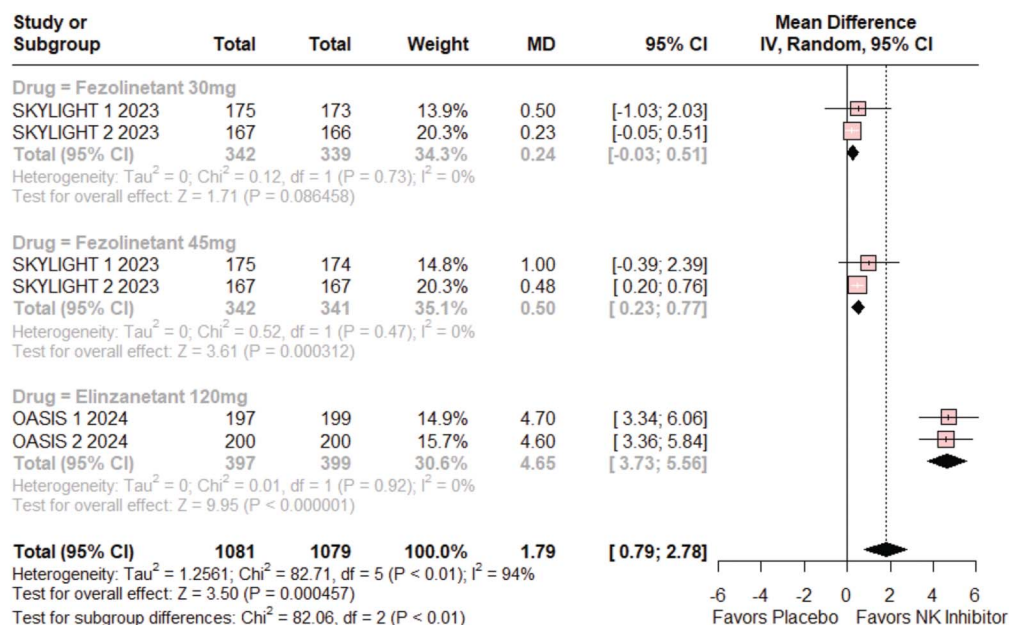 Study or Mean Difference
Subgroup Total Total Weight MD 95% CI IV, Random, 95% CI
Drug = Fezolinetant 30mg
SKYLIGHT 1 2023 175 173 13.9% 0.50 [-1.03; 2.03]
SKYLIGHT 2 2023 167 166 20.3% 0.23 [-0.05; 0.51]
Total (95% CI) 342 339 34.3% 0.24 [-0.03; 0.51]
Heterogeneity: Tau² = 0; Chi² = 0.12, df = 1 (P = 0.73); I² = 0%
Test for overall effect: Z = 1.71 (P = 0.086458)
Drug = Fezolinetant 45mg
SKYLIGHT 1 2023 175 174 14.8% 1.00 [-0.39; 2.39]
SKYLIGHT 2 2023 167 167 20.3% 0.48 [ 0.20; 0.76]
Total (95% CI) 342 341 35.1% 0.50 [ 0.23; 0.77]
Heterogeneity: Tau² = 0; Chi² = 0.52, df = 1 (P = 0.47); I² = 0%
Test for overall effect: Z = 3.61 (P = 0.000312)
Drug = Elinzanetant 120mg
OASIS 1 2024 197 199 14.9% 4.70 [ 3.34; 6.06]
OASIS 2 2024 200 200 15.7% 4.60 [ 3.36; 5.84]
Total (95% CI) 397 399 30.6% 4.65 [ 3.73; 5.56]
Heterogeneity: Tau² = 0; Chi² = 0.01, df = 1 (P = 0.92); I² = 0%
Test for overall effect: Z = 9.95 (P < 0.000001)
Total (95% CI) 1081 1079 100.0% 1.79 [ 0.79; 2.78]
Heterogeneity: Tau² = 1.2561; Chi² = 82.71, df = 5 (P < 0.01); I² = 94%
Test for overall effect: Z = 3.50 (P = 0.000457)
-6 -4 -2 0 2 4 6
Test for subgroup differences: Chi² = 82.06, df = 2 (P < 0.01) Favors Placebo Favors NK Inhibitor